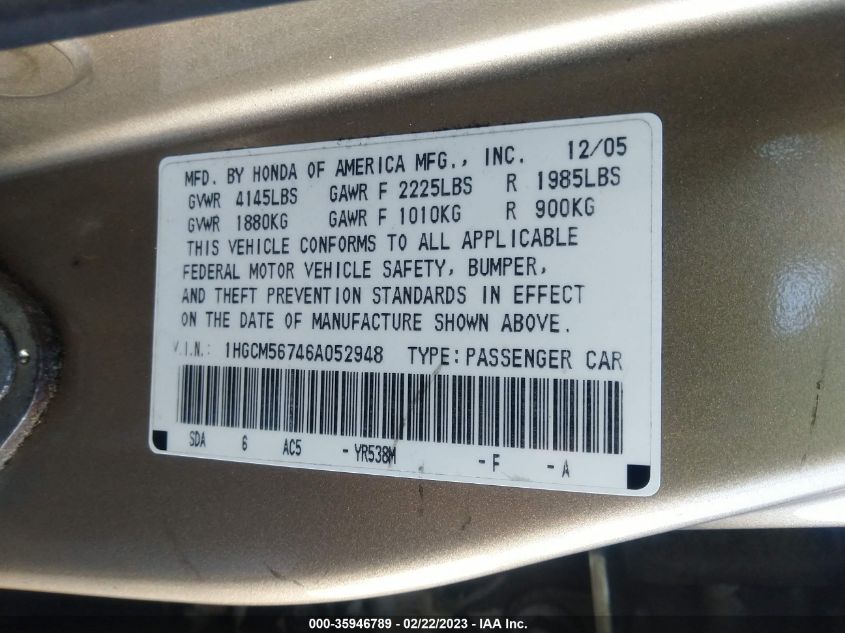 MFD. BY HONDA OF AMERICA MFG., INC. 12/05
GVWR 4145LBS GAWR F 2225LBS R 1985LBS
GVWR 1880KG GAWR F 1010KG R 900KG
THIS VEHICLE CONFORMS TO ALL APPLICABLE
FEDERAL MOTOR VEHICLE SAFETY, BUMPER,
AND THEFT PREVENTION STANDARDS IN EFFECT
ON THE DATE OF MANUFACTURE SHOWN ABOVE.
V.I.N.: 1HGCM56746A052948 TYPE: PASSENGER CAR
SDA 6 AC5 - YR538M - F - A
000-35946789 - 02/22/2023 - IAA Inc.